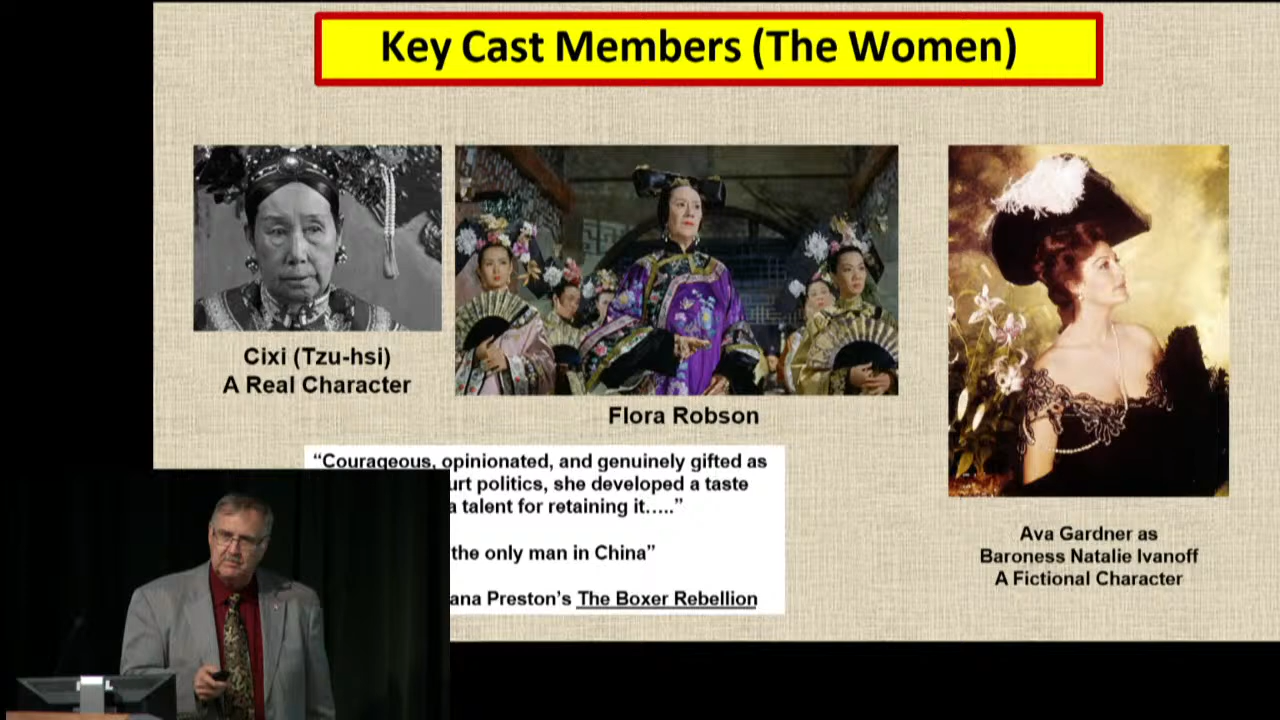 Key Cast Members (The Women)
Cixi (Tzu-hsi)
A Real Character
Flora Robson
"Courageous, opinionated, and genuinely gifted as
urt politics, she developed a taste
a talent for retaining it….."
the only man in China"
ana Preston's The Boxer Rebellion
Ava Gardner as
Baroness Natalie Ivanoff
A Fictional Character